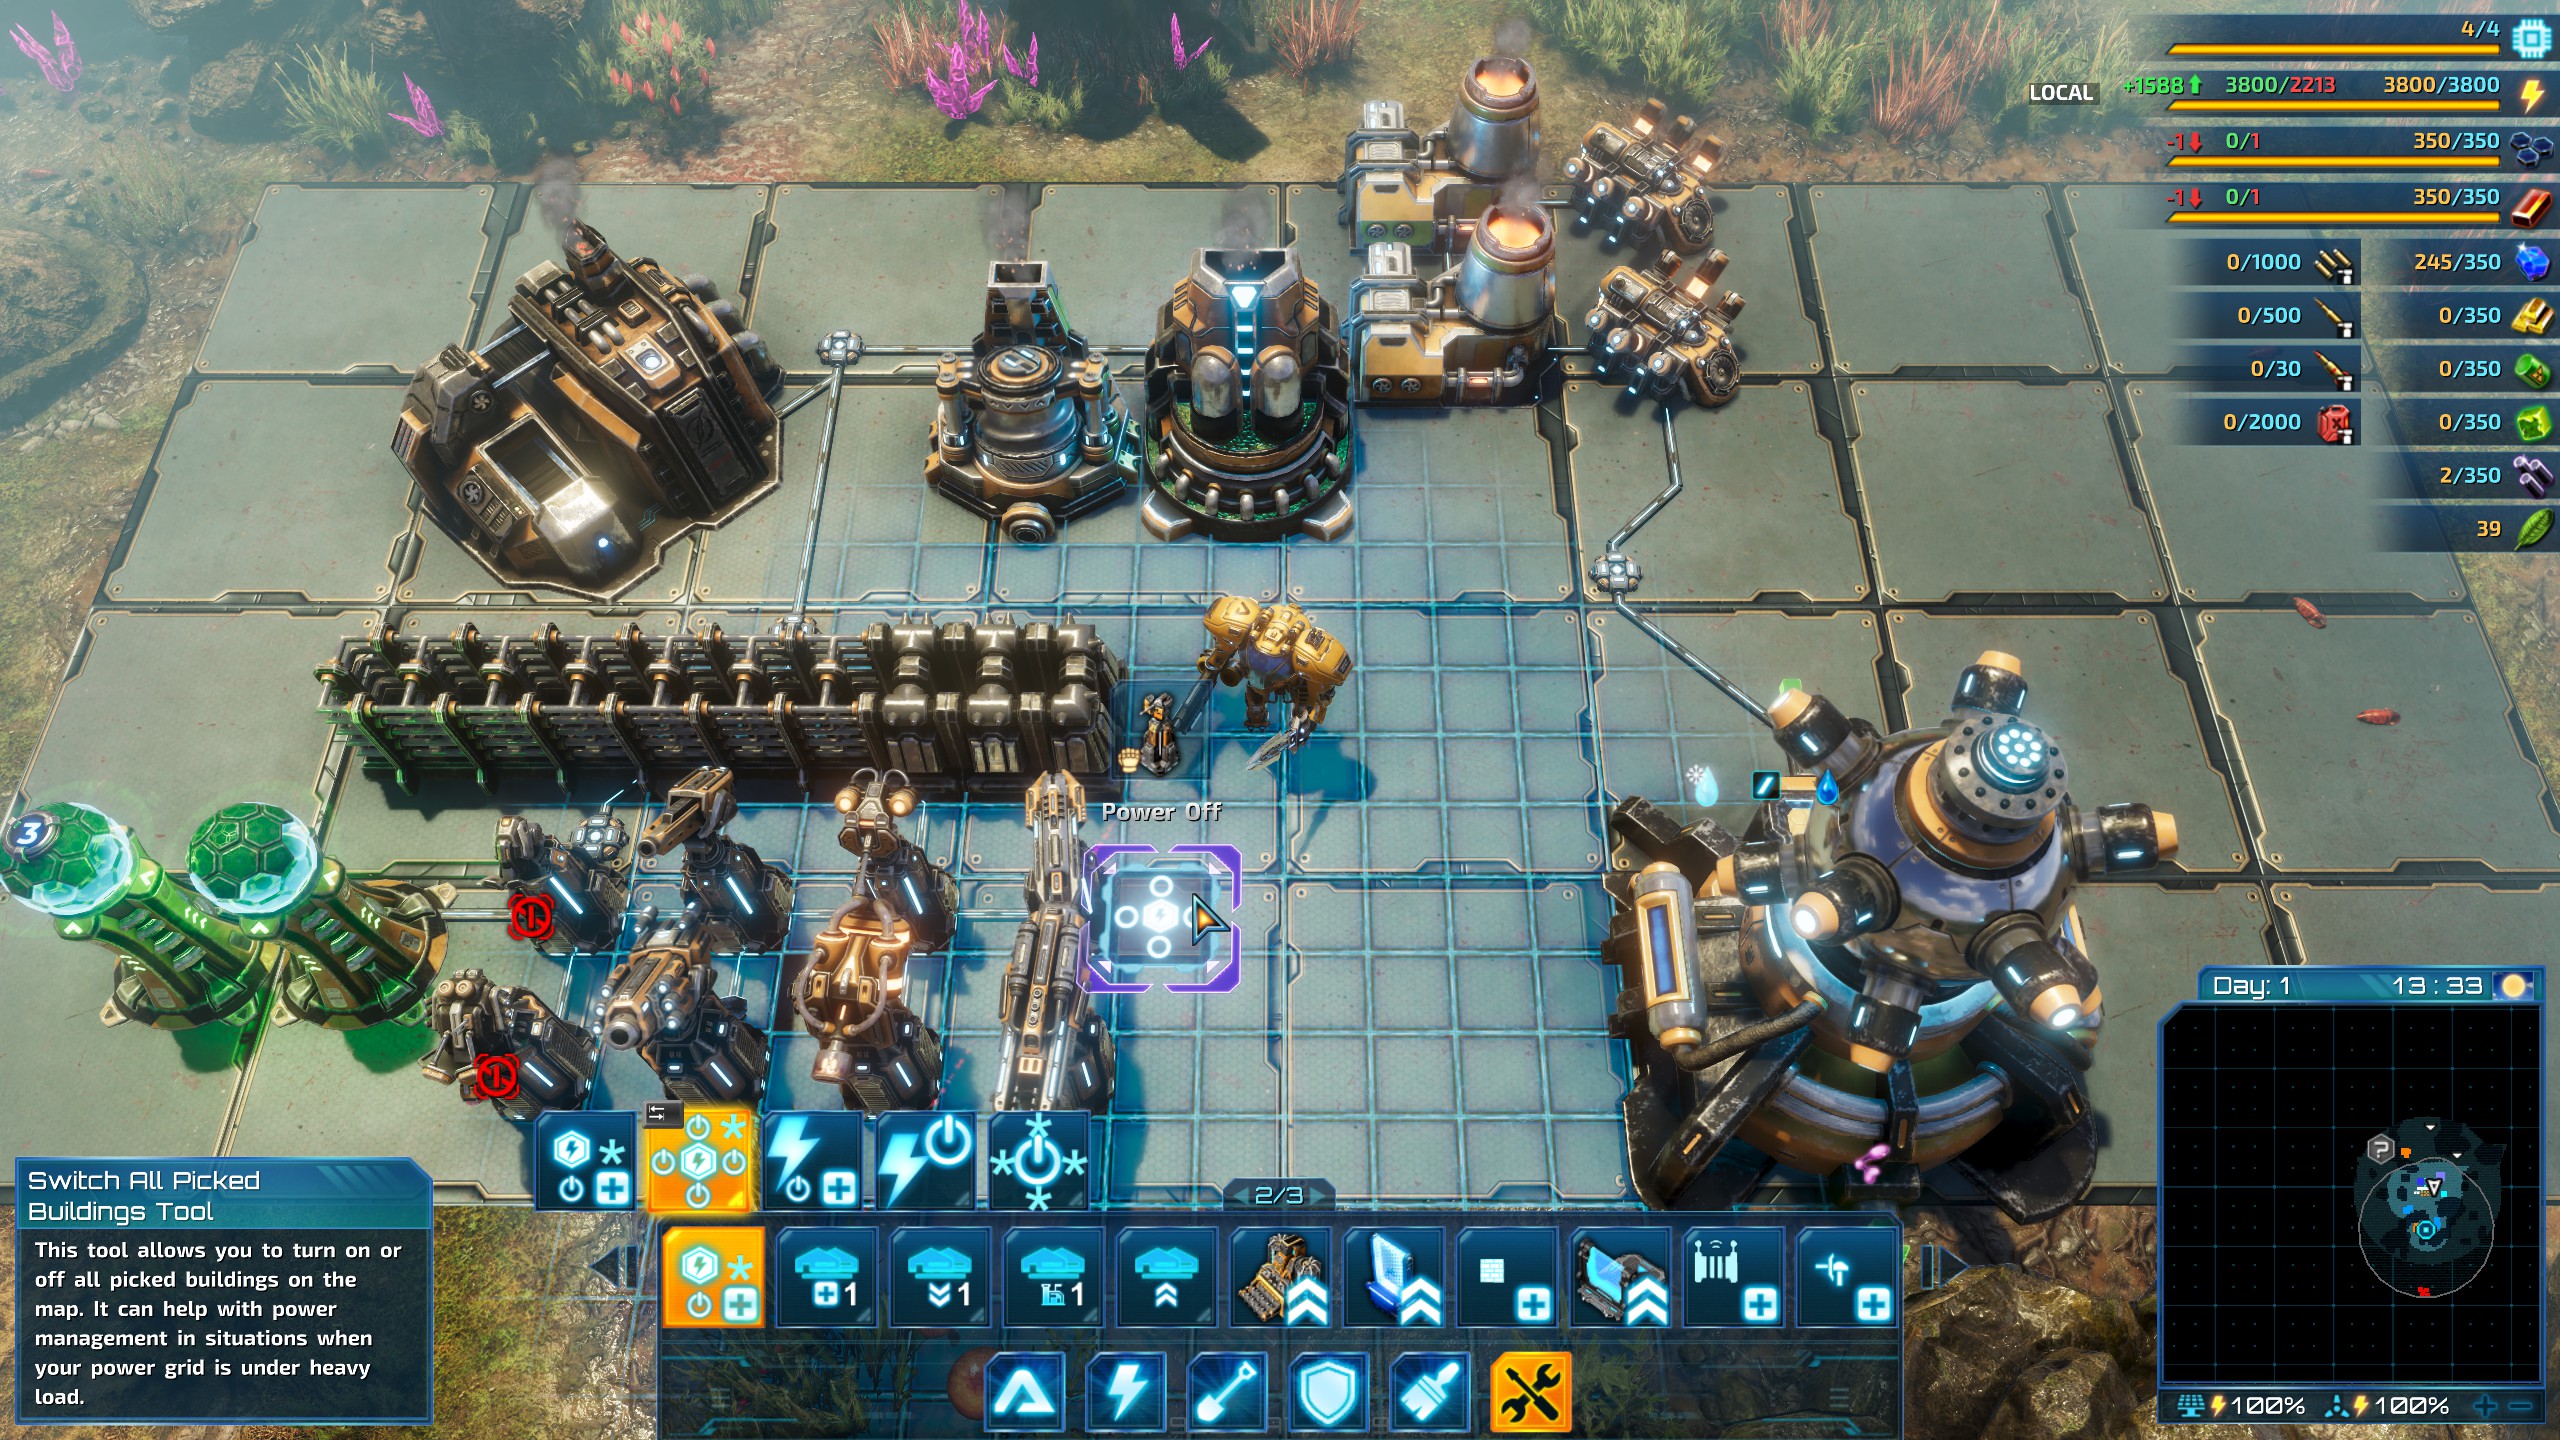 4/4
LOCAL +1588 3800/2213 3800/3800
-1 0/1 350/350
-1 0/1 350/350
0/1000 245/350
0/500 0/350
0/30 0/350
0/2000 0/350
2/350
39
3
Power Off
Day: 1 13:33
?
Switch All Picked
Buildings Tool
This tool allows you to turn on or
off all picked buildings on the
map. It can help with power
management in situations when
your power grid is under heavy
load.
2/3
1
1
1
100% 100%